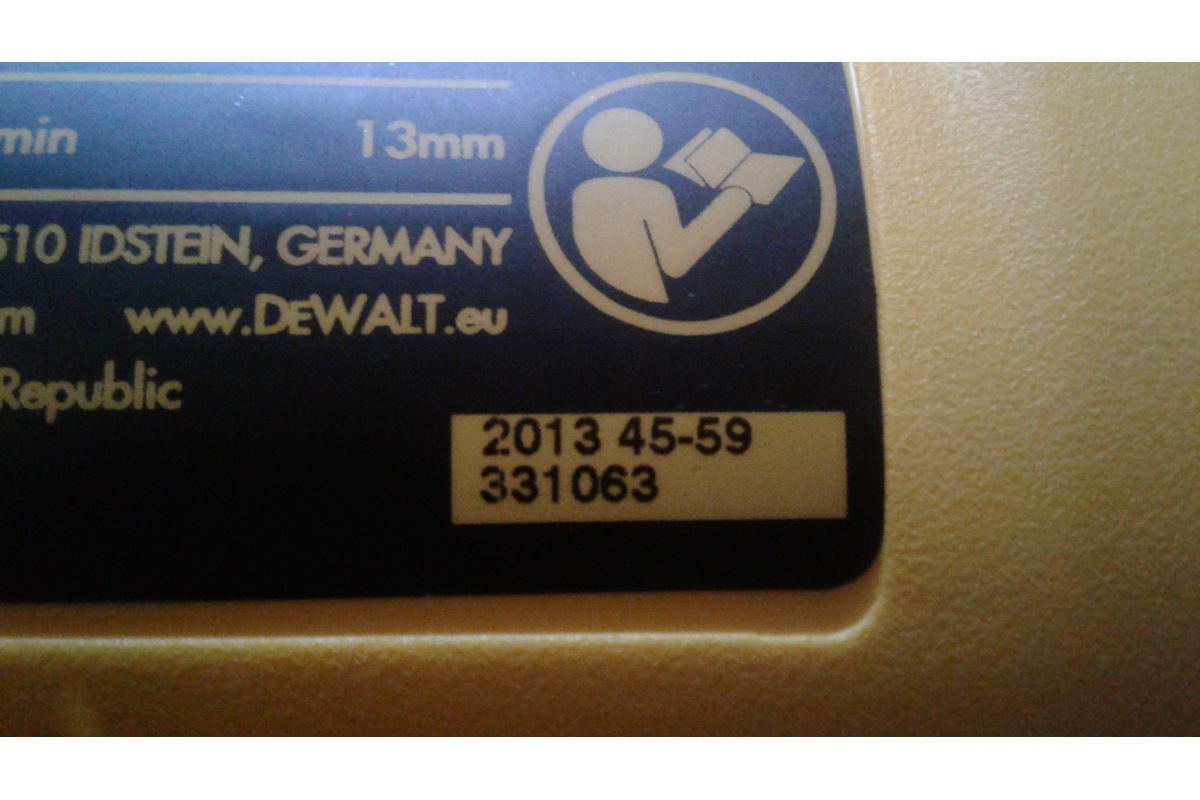 min 13mm
510 IDSTEIN, GERMANY
m www.DEWALT.eu
Republic
2013 45-59
331063